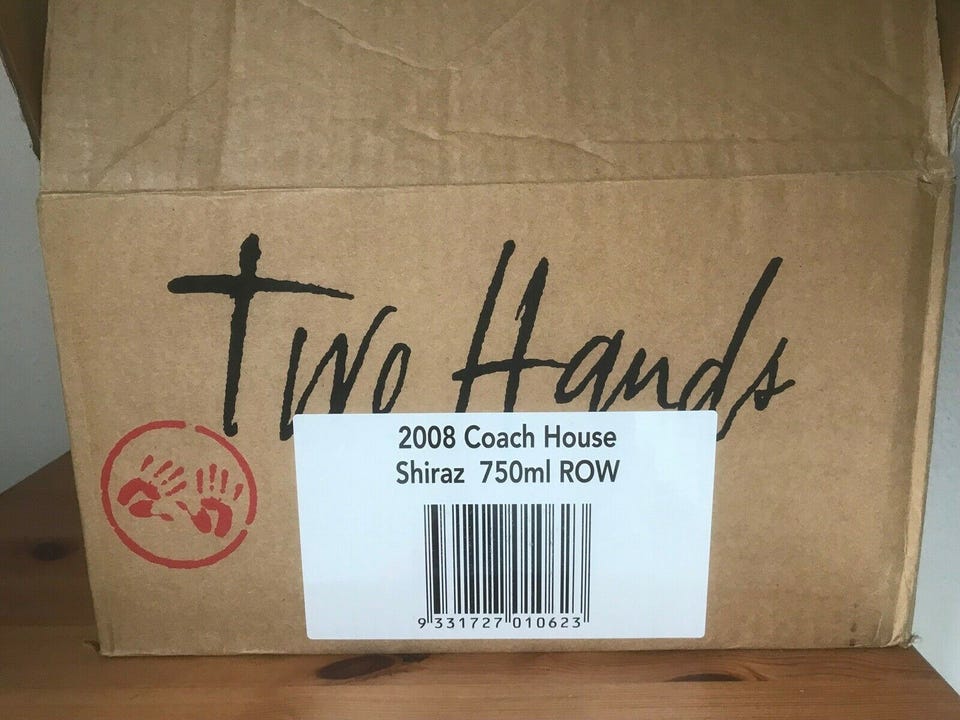 Two Hands
2008 Coach House
Shiraz 750ml ROW
9 331727 010623